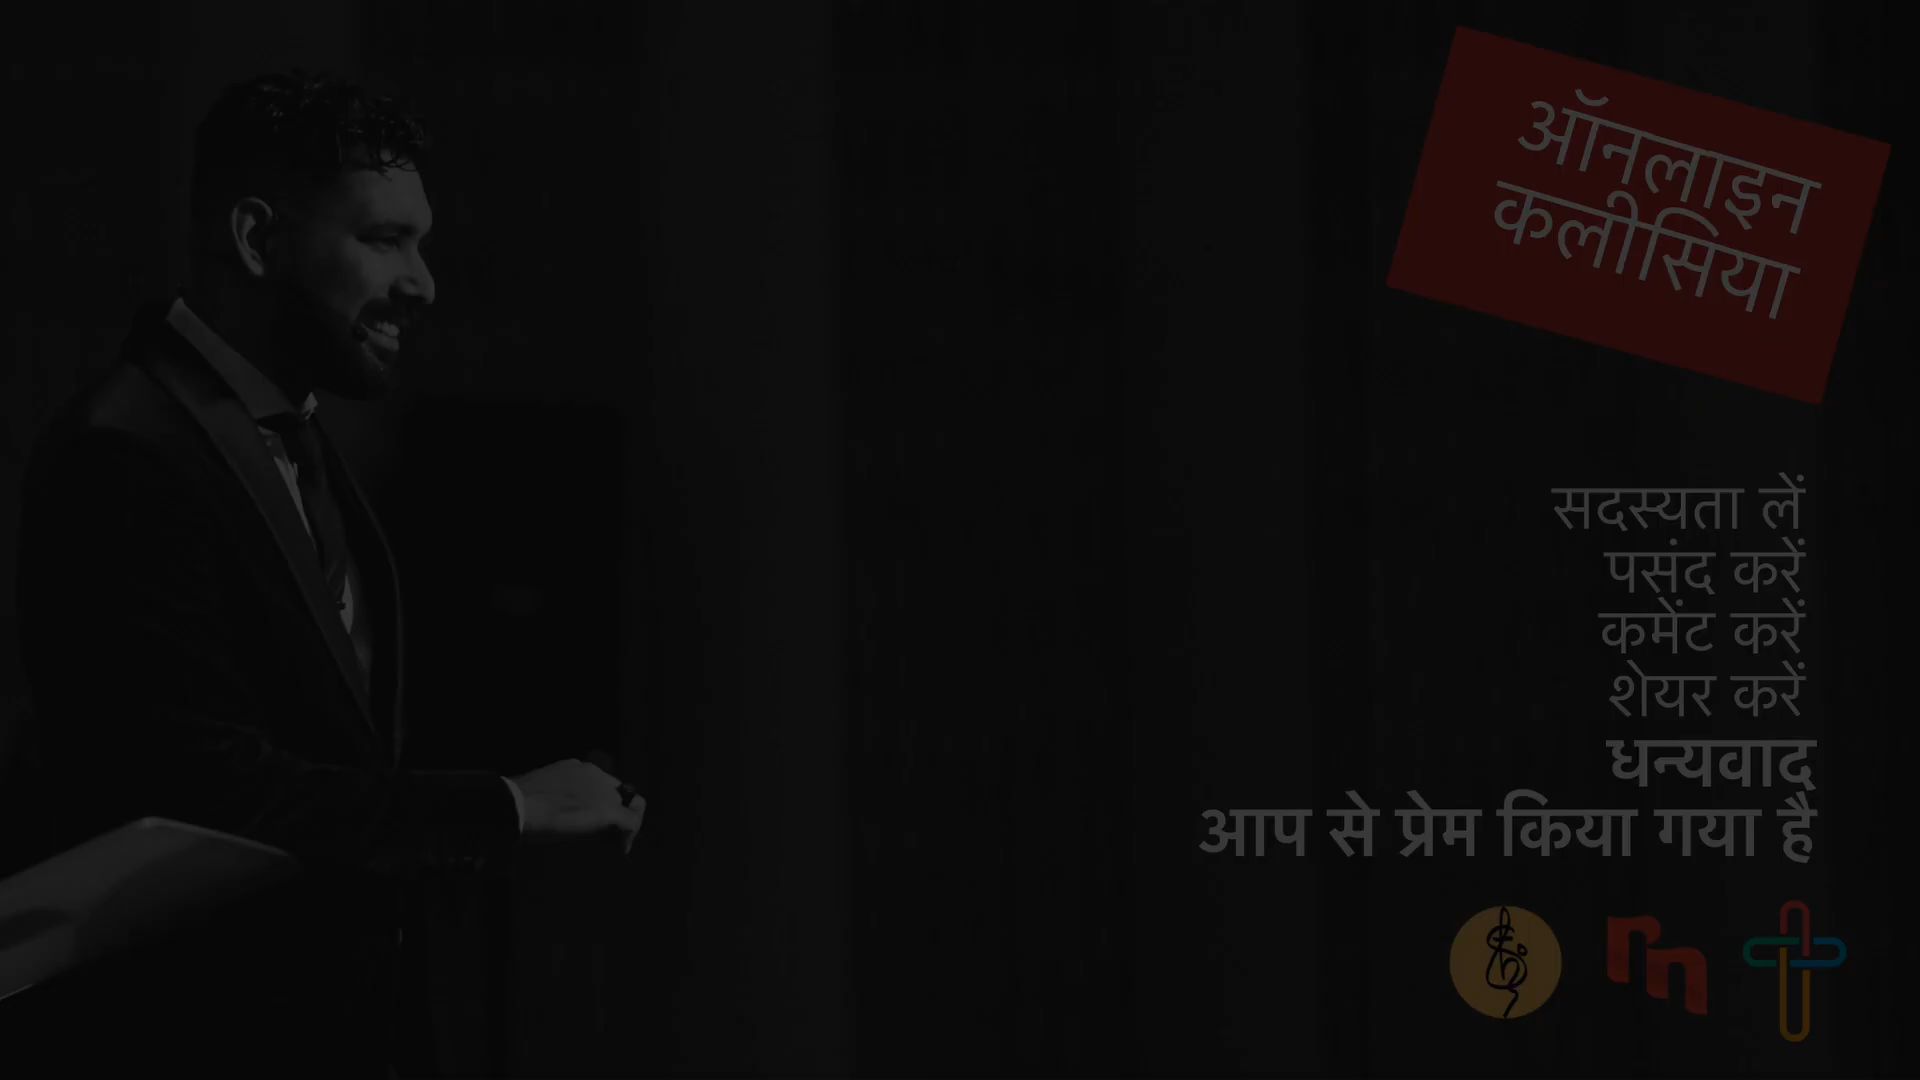 ऑनलाइन
कलीसिया
सदस्यता लें
पसंद करें
कमेंट करें
शेयर करें
धन्यवाद
आप से प्रेम किया गया है